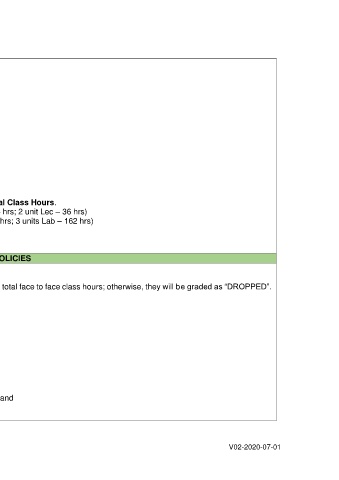 al Class Hours.
hrs; 2 unit Lec – 36 hrs)
hrs; 3 units Lab – 162 hrs)
OLICIES
total face to face class hours; otherwise, they will be graded as “DROPPED”.
and
V02-2020-07-01